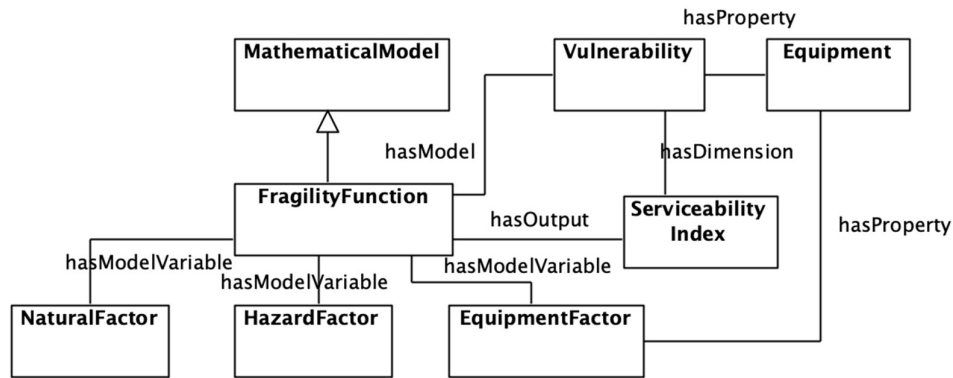 hasProperty
MathematicalModel
Vulnerability
Equipment
hasModel
hasDimension
FragilityFunction
Serviceability
Index
hasOutput
hasProperty
hasModelVariable
hasModelVariable
hasModelVariable
NaturalFactor
HazardFactor
EquipmentFactor